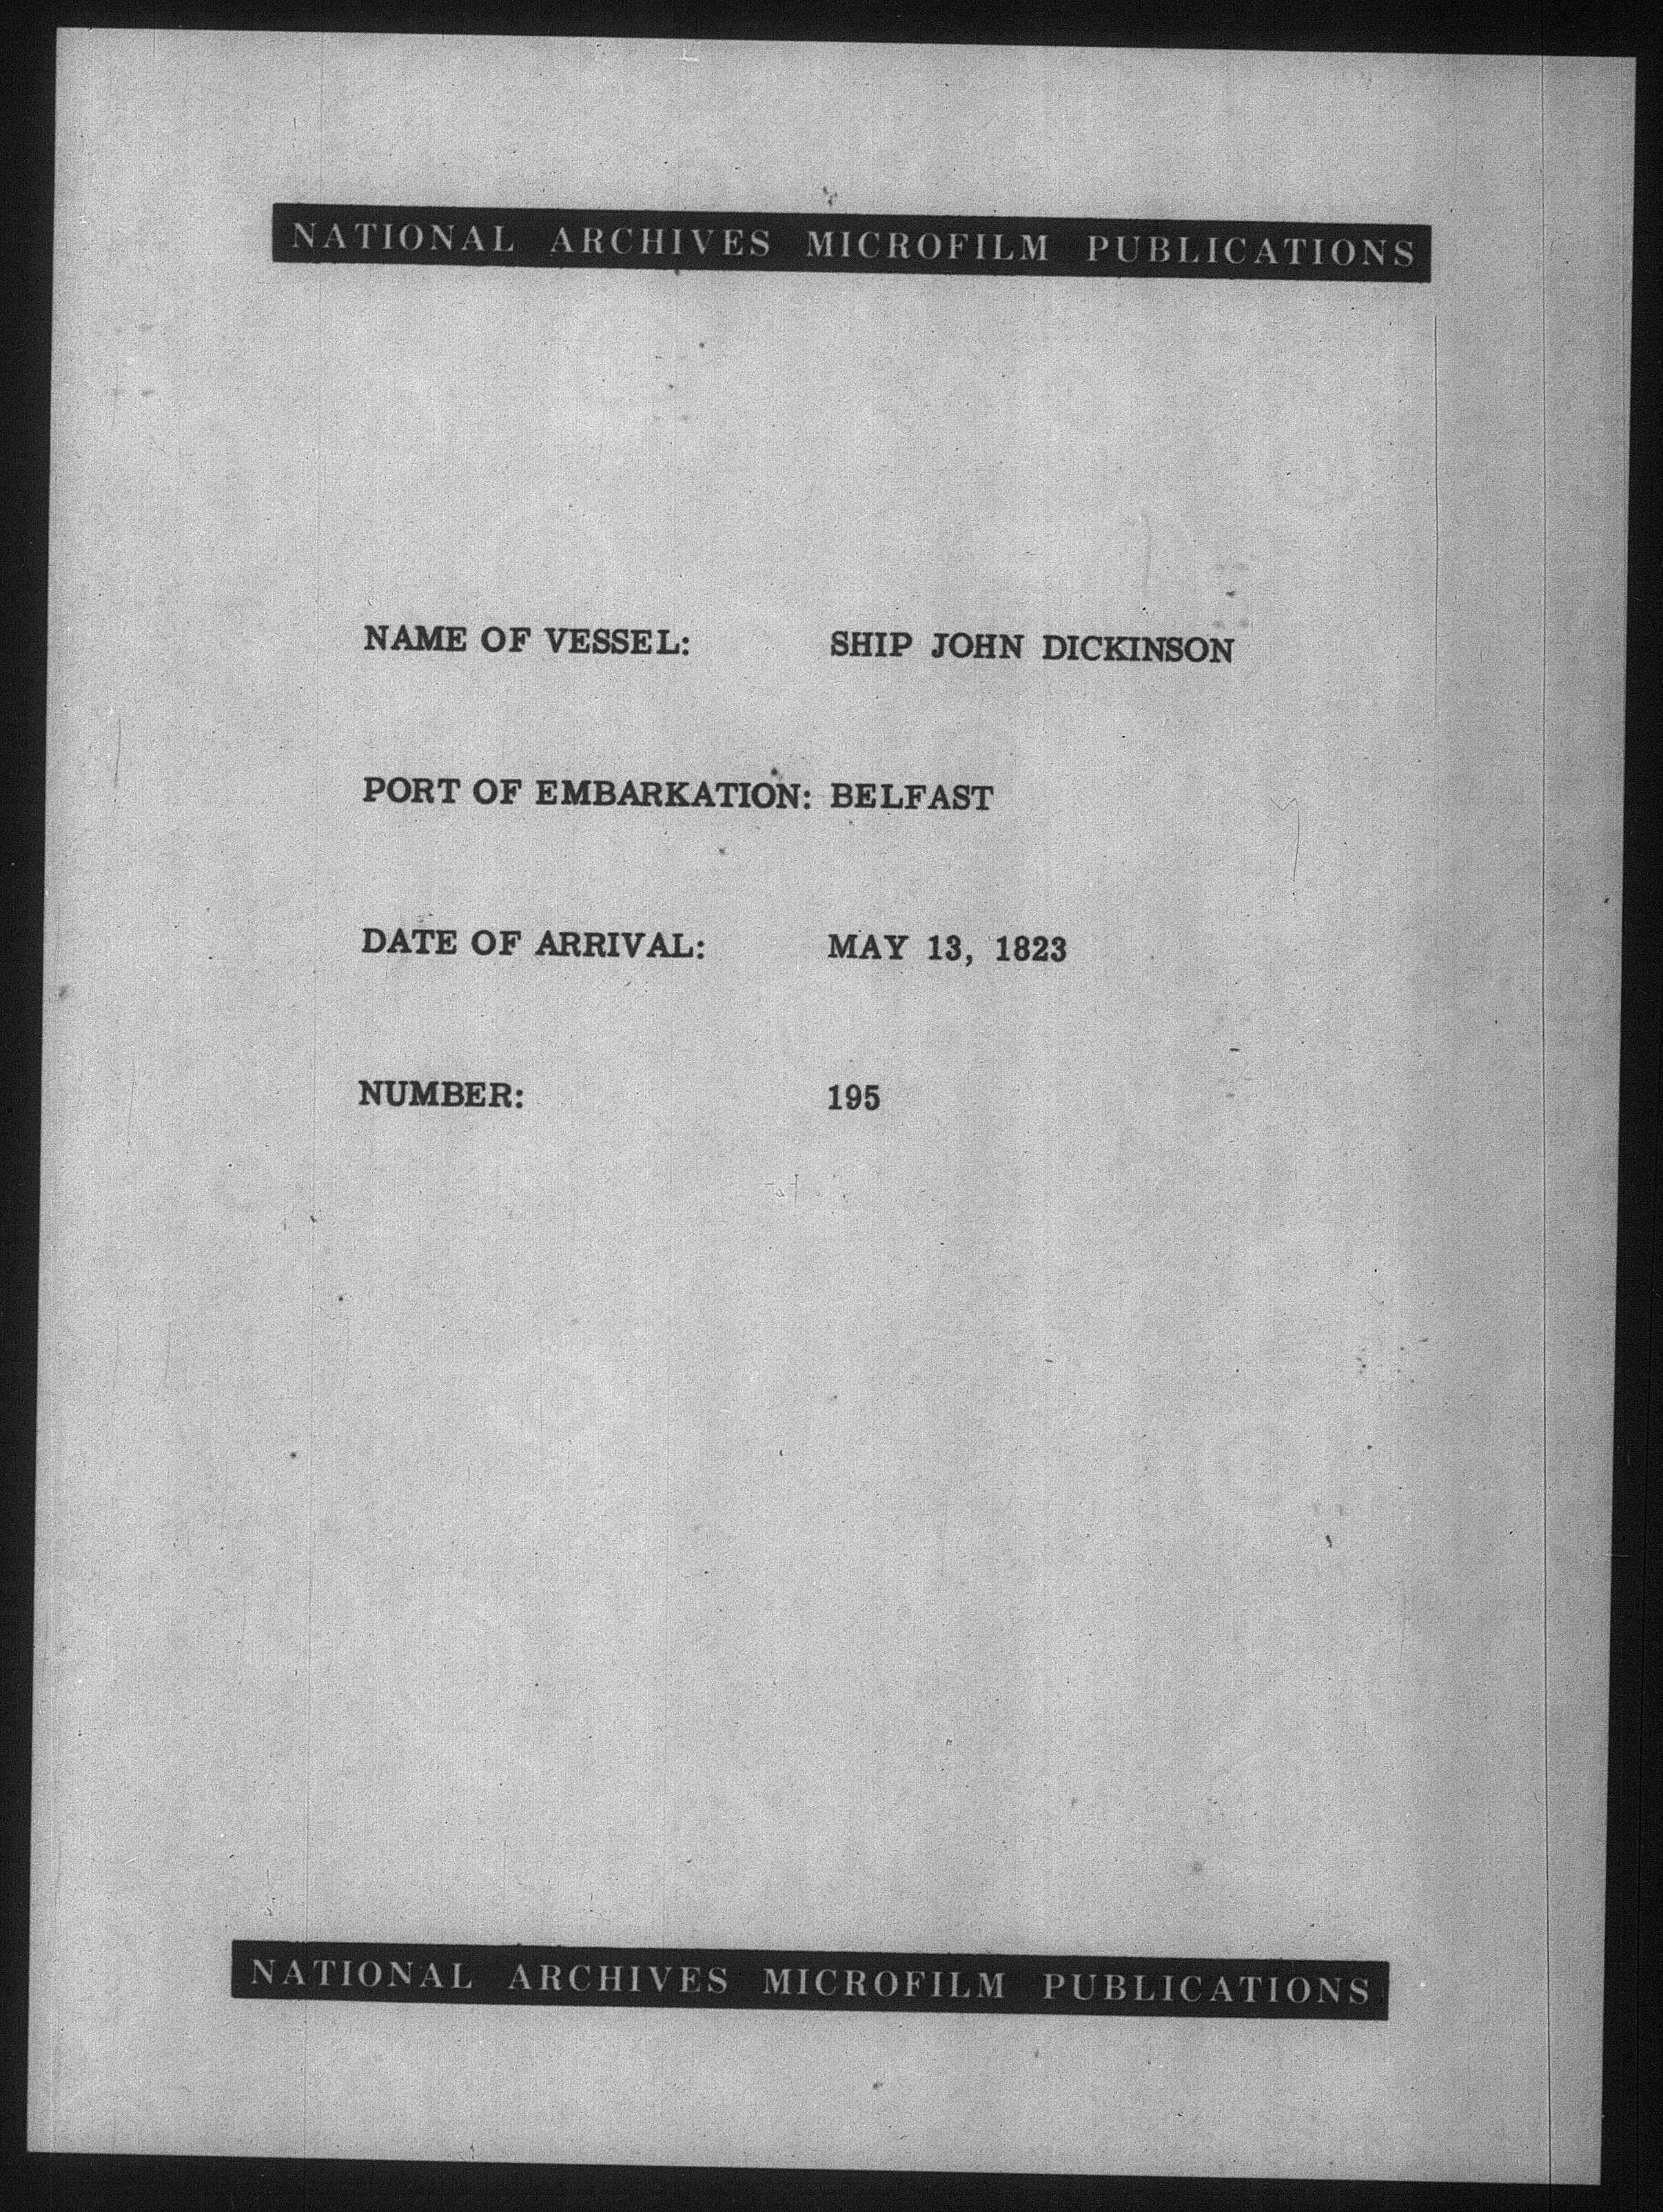 NATIONAL ARCHIVES MICROFILM PUBLICATIONS
NAME OF VESSEL: SHIP JOHN DICKINSON
PORT OF EMBARKATION: BELFAST
DATE OF ARRIVAL: MAY 13, 1823
NUMBER: 195
NATIONAL ARCHIVES MICROFILM PUBLICATIONS